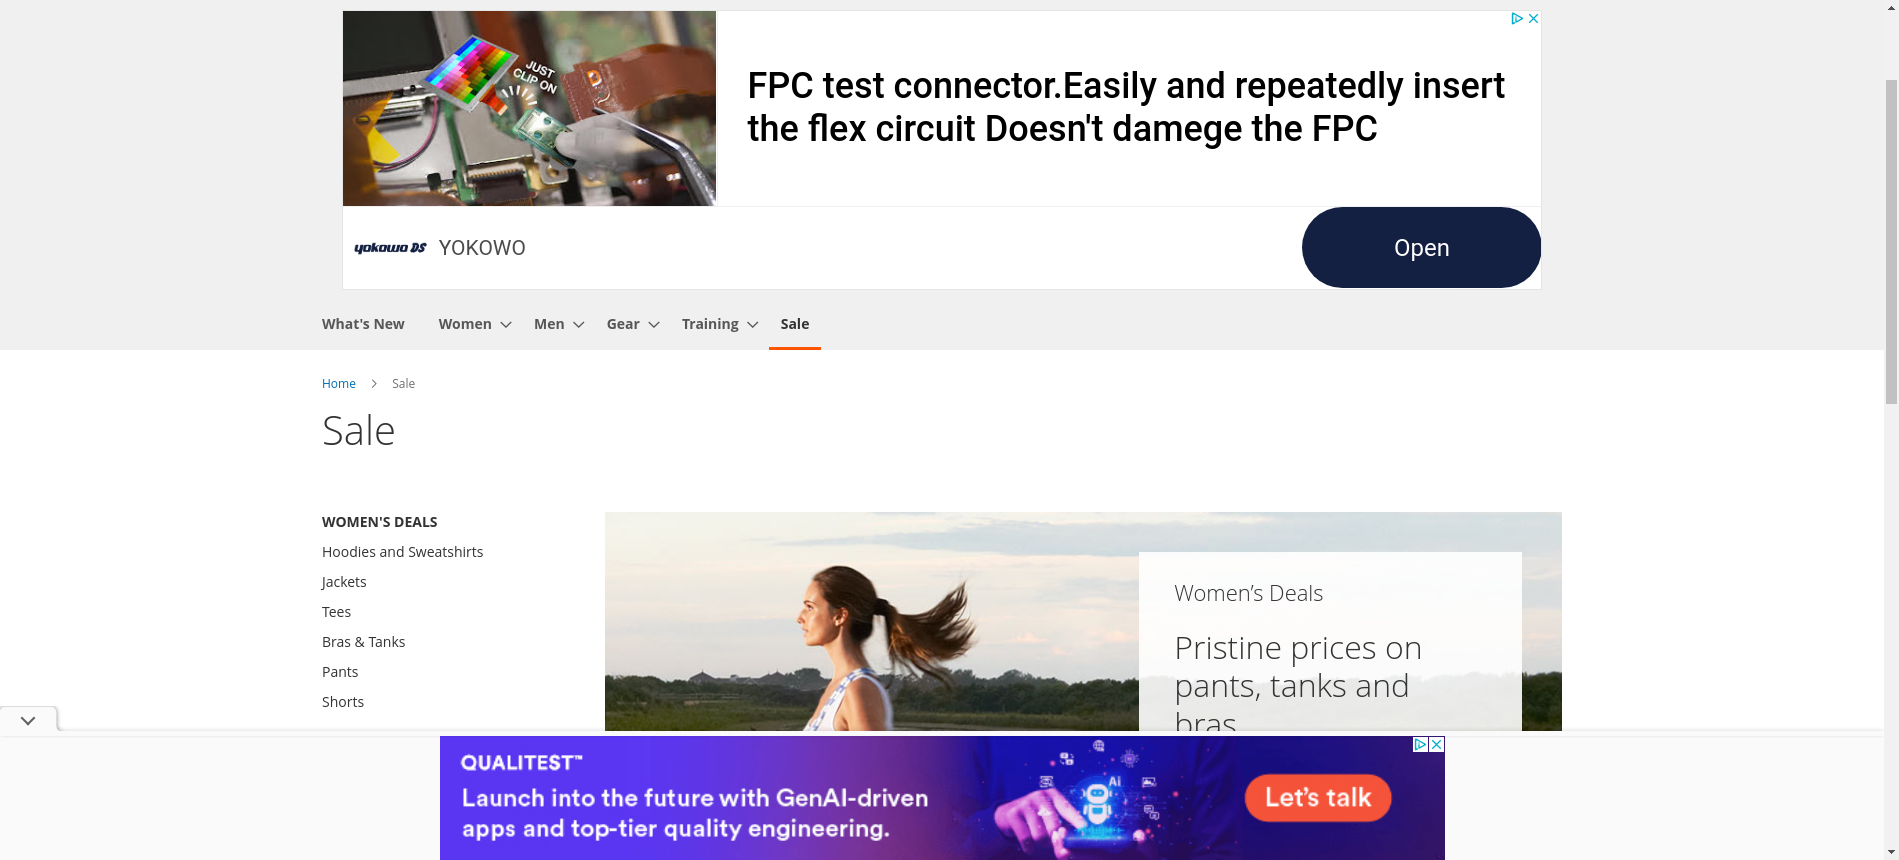 JUST
CLIP ON
FPC test connector.Easily and repeatedly insert
the flex circuit Doesn't damege the FPC
yokowo DS YOKOWO
Open
What's New Women Men Gear Training Sale
Home Sale
Sale
WOMEN'S DEALS
Hoodies and Sweatshirts
Jackets
Tees
Bras & Tanks
Pants
Shorts
Women’s Deals
Pristine prices on
pants, tanks and
bras
QUALITEST™
Launch into the future with GenAI-driven
apps and top-tier quality engineering.
Ai
Let's talk